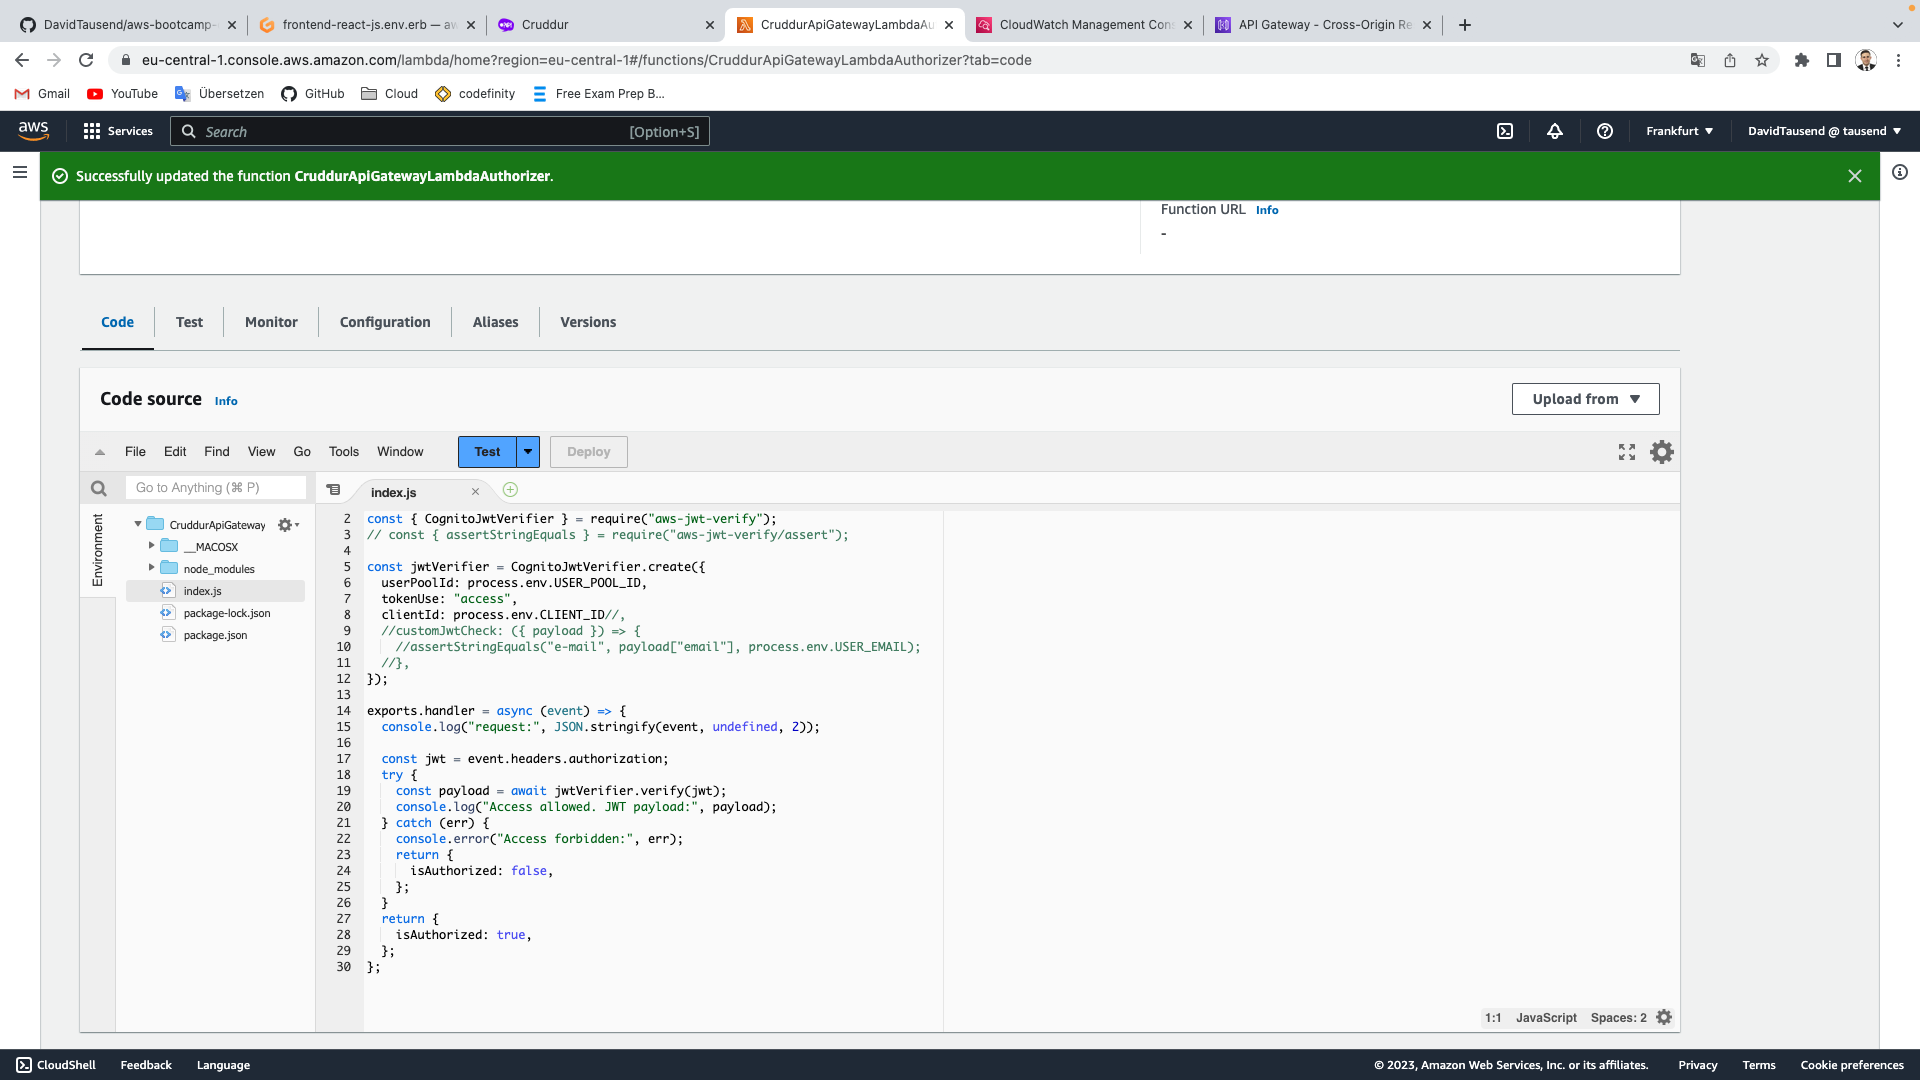 DavidTausend/aws-bootcamp-
frontend-react-js.env.erb — aw
Cruddur
CruddurApiGatewayLambdaAu
CloudWatch Management Con
API Gateway - Cross-Origin Re
eu-central-1.console.aws.amazon.com/lambda/home?region=eu-central-1#/functions/CruddurApiGatewayLambdaAuthorizer?tab=code
Gmail
YouTube
Übersetzen
GitHub
Cloud
codefinity
Free Exam Prep B...
aws
Services
Search
[Option+S]
Frankfurt
DavidTausend @ tausend
Successfully updated the function CruddurApiGatewayLambdaAuthorizer.
Function URL Info
-
Code
Test
Monitor
Configuration
Aliases
Versions
Code source Info
Upload from
File
Edit
Find
View
Go
Tools
Window
Test
Deploy
Go to Anything (⌘ P)
index.js
Environment
CruddurApiGateway
__MACOSX
node_modules
index.js
package-lock.json
package.json
2 const { CognitoJwtVerifier } = require("aws-jwt-verify");
3 // const { assertStringEquals } = require("aws-jwt-verify/assert");
4
5 const jwtVerifier = CognitoJwtVerifier.create({
6   userPoolId: process.env.USER_POOL_ID,
7   tokenUse: "access",
8   clientId: process.env.CLIENT_ID//,
9   //customJwtCheck: ({ payload }) => {
10     //assertStringEquals("e-mail", payload["email"], process.env.USER_EMAIL);
11   //},
12 });
13
14 exports.handler = async (event) => {
15   console.log("request:", JSON.stringify(event, undefined, 2));
16
17   const jwt = event.headers.authorization;
18   try {
19     const payload = await jwtVerifier.verify(jwt);
20     console.log("Access allowed. JWT payload:", payload);
21   } catch (err) {
22     console.error("Access forbidden:", err);
23     return {
24       isAuthorized: false,
25     };
26   }
27   return {
28     isAuthorized: true,
29   };
30 };
1:1 JavaScript Spaces: 2
CloudShell
Feedback
Language
© 2023, Amazon Web Services, Inc. or its affiliates.
Privacy
Terms
Cookie preferences